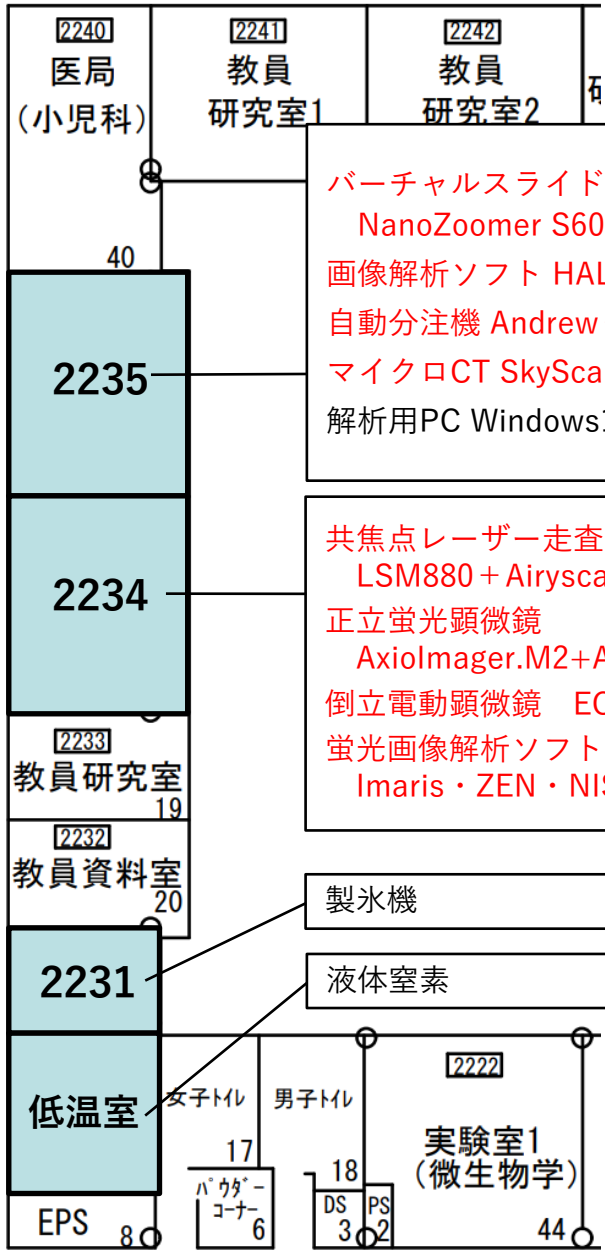 2240
医局
(小児科)
40
2241
教員
研究室1
2242
教員
研究室2
バーチャルスライド
NanoZoomer S60
画像解析ソフト HAL
自動分注機 Andrew
マイクロCT SkySca
解析用PC Windows1
2235
2234
共焦点レーザー走査
LSM880+Airysca
正立蛍光顕微鏡
AxioImager.M2+A
倒立電動顕微鏡 EC
蛍光画像解析ソフト
Imaris・ZEN・NIS
2233
教員研究室
19
2232
教員資料室
20
2231
製氷機
液体窒素
低温室
女子トイレ
17
男子トイレ
18
パウダー
コーナー
6
DS
3
PS
2
2222
実験室1
(微生物学)
44
EPS
8